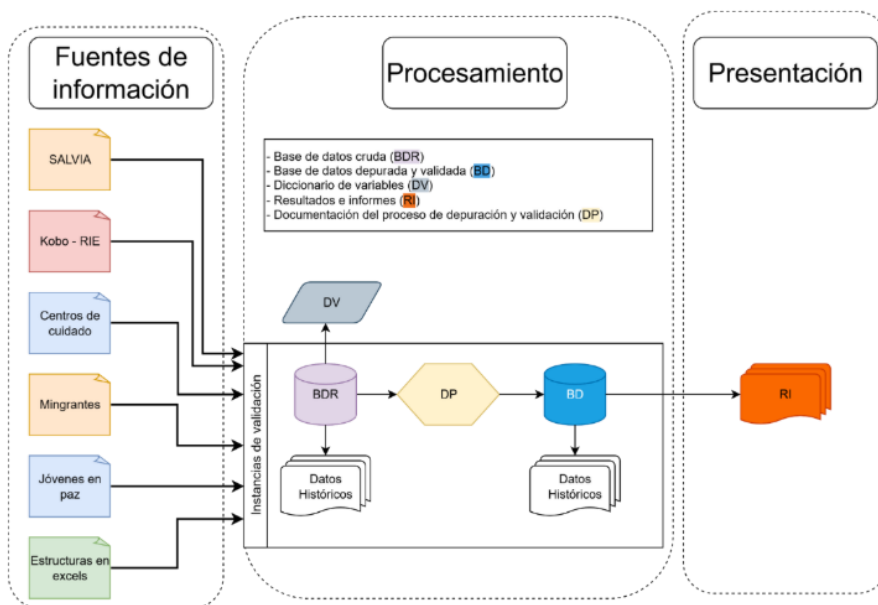 Fuentes de
información
Procesamiento
Presentación
SALVIA
Kobo - RIE
Centros de
cuidado
Mingrantes
Jóvenes en
paz
Estructuras en
excels
- Base de datos cruda (BDR)
- Base de datos depurada y validada (BD)
- Diccionario de variables (DV)
- Resultados e informes (RI)
- Documentación del proceso de depuración y validación (DP)
DV
Instancias de validación
BDR
DP
BD
RI
Datos
Históricos
Datos
Históricos